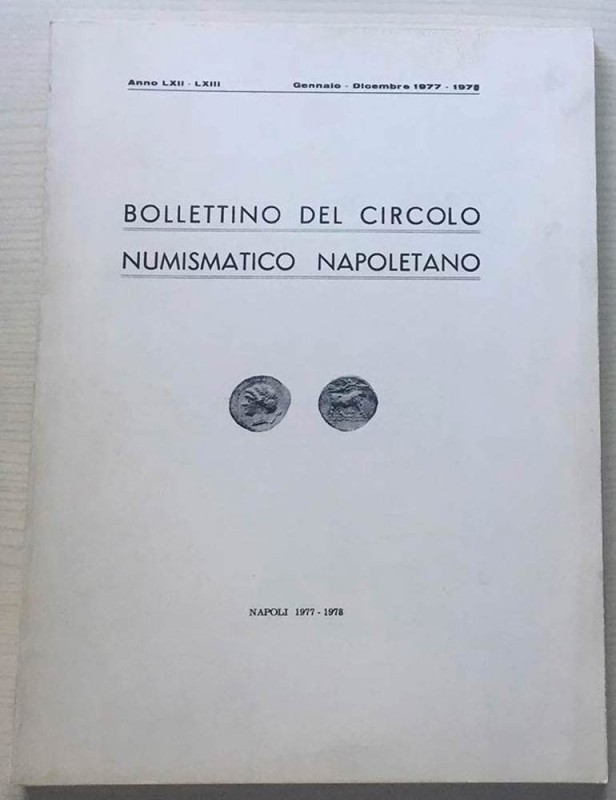 Anno LXII - LXIII Gennaio - Dicembre 1977 - 1978
BOLLETTINO DEL CIRCOLO
NUMISMATICO NAPOLETANO
NAPOLI 1977 - 1978